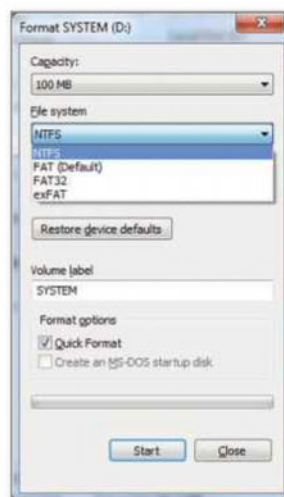 Format SYSTEM (D:)
Capacity:
100 MB
File system
NTFS
NTFS
FAT (Default)
FAT32
exFAT
Restore device defaults
Volume label
SYSTEM
Format options
Quick Format
Create an MS-DOS startup disk
Start
Close